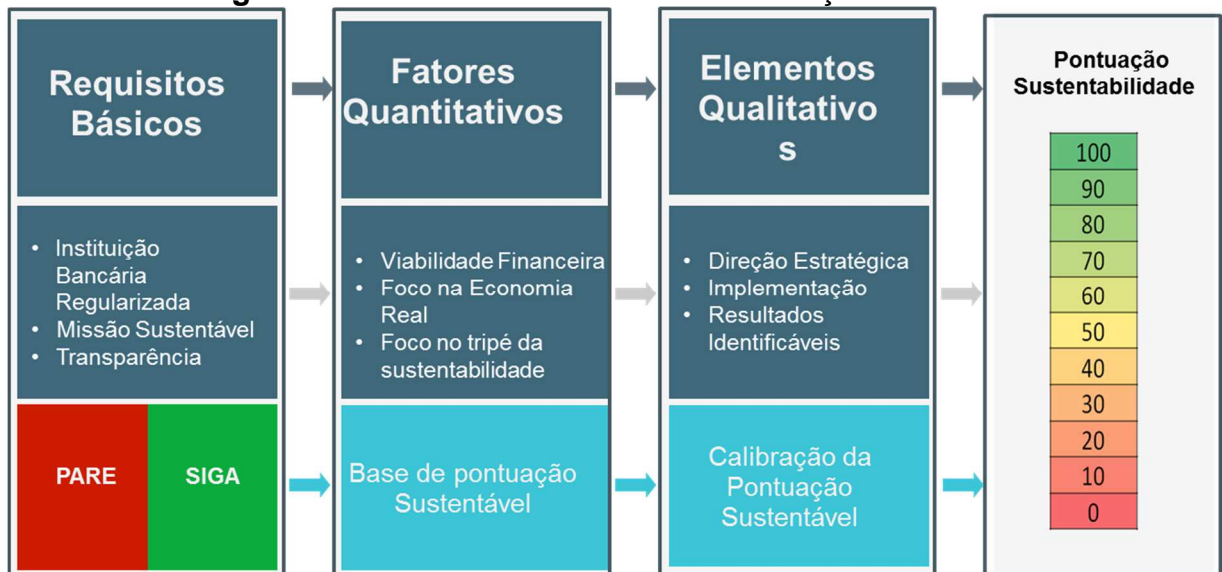 Requisitos
Básicos
Fatores
Quantitativos
Elementos
Qualitativo
s
Pontuação
Sustentabilidade
• Instituição
Bancária
Regularizada
• Missão Sustentável
• Transparência
• Viabilidade Financeira
• Foco na Economia
Real
• Foco no tripé da
sustentabilidade
• Direção Estratégica
• Implementação
• Resultados
Identificáveis
PARE
SIGA
Base de pontuação
Sustentável
Calibração da
Pontuação
Sustentável
100
90
80
70
60
50
40
30
20
10
0